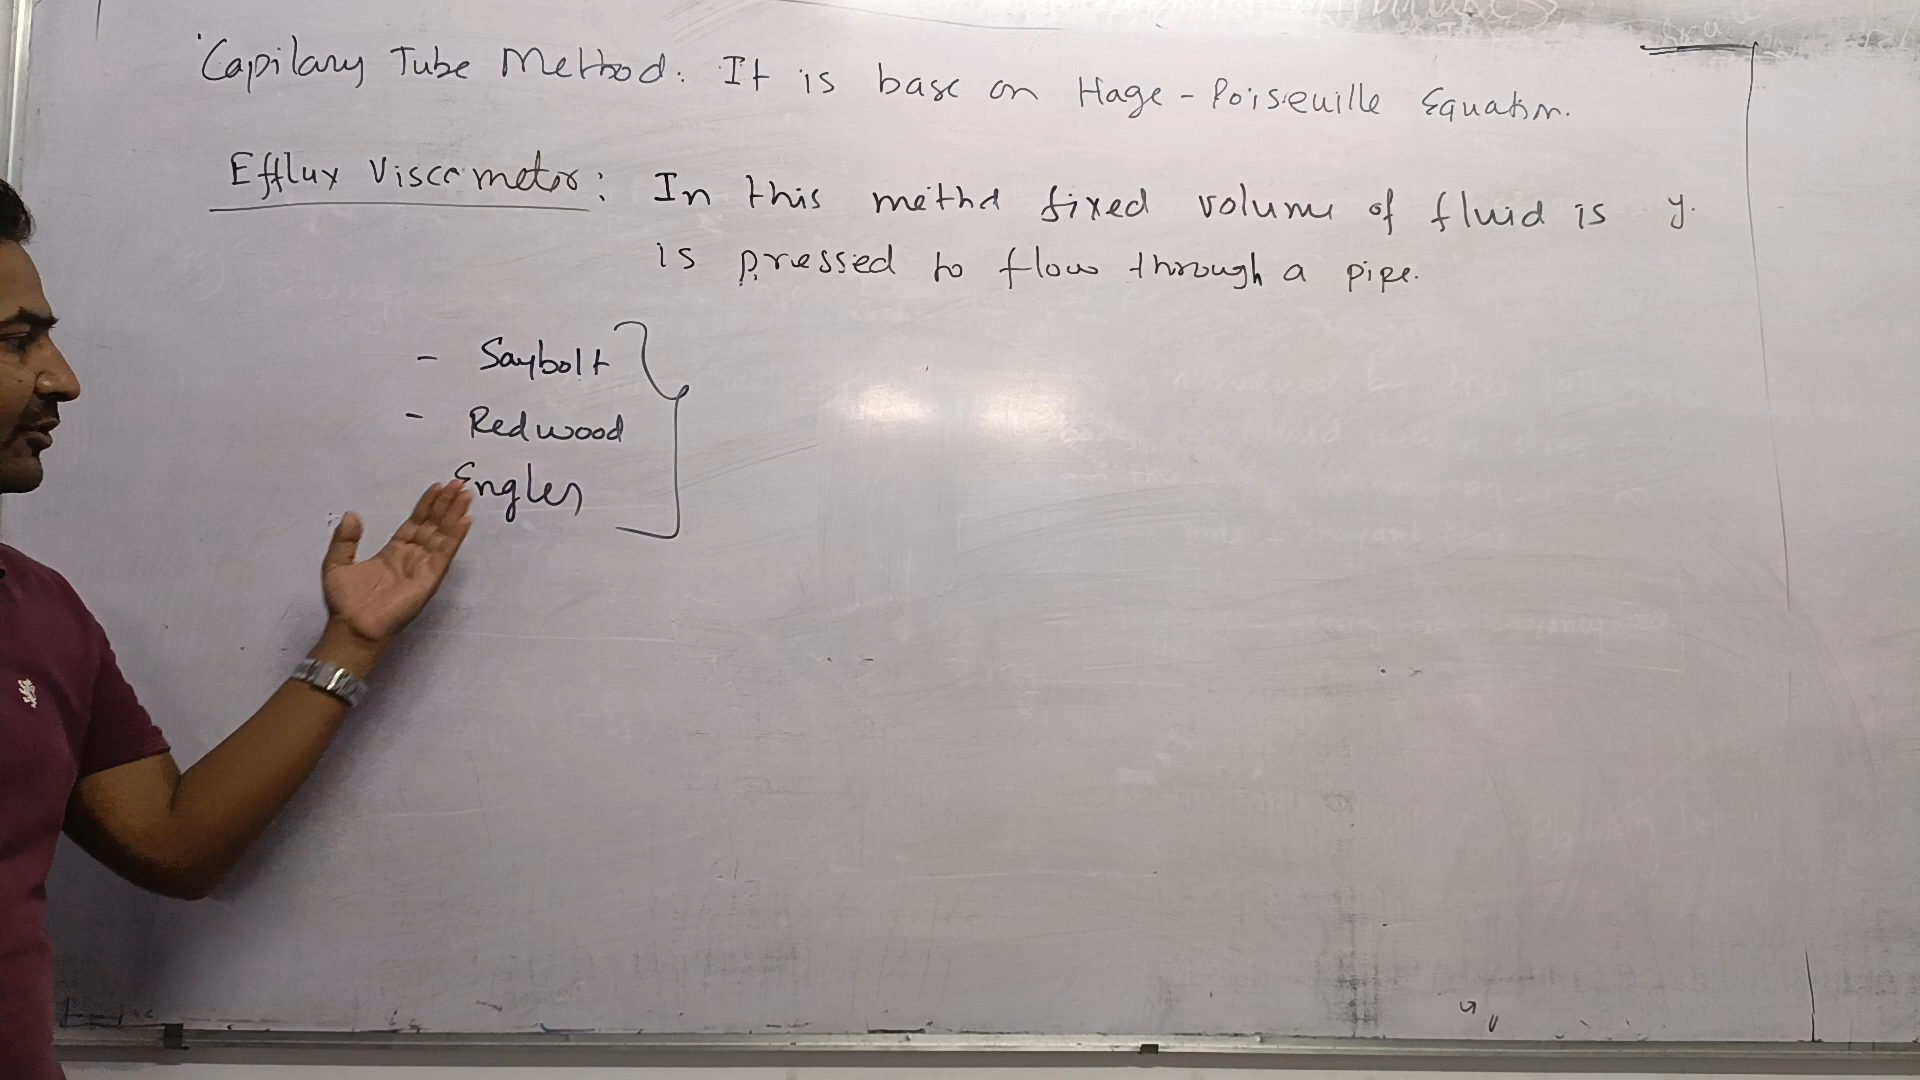 Capilary Tube Method: It is base on Hage-Poiseuille Equation.
Efflux Viscometer: In this methd fixed volume of fluid is y.
is pressed to flow through a pipe.
- Saybolt
- Redwood
Engler